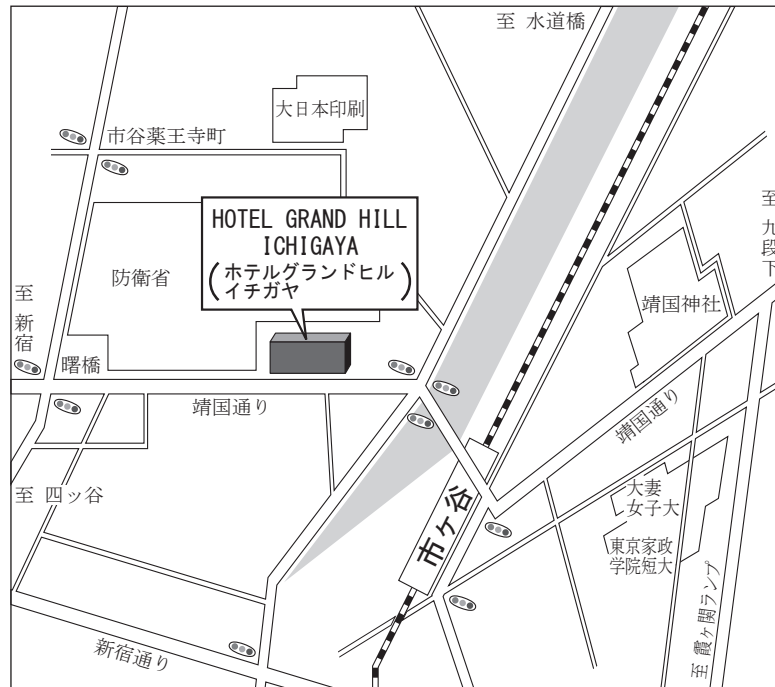 至 水道橋
大日本印刷
市谷薬王寺町
HOTEL GRAND HILL
ICHIGAYA
(ホテルグランドヒル
イチガヤ)
防衛省
至 九段下
靖国神社
至 新宿
曙橋
靖国通り
靖国通り
至 四ッ谷
市ヶ谷
大妻
女子大
東京家政
学院短大
新宿通り
至 霞ヶ関ランプ